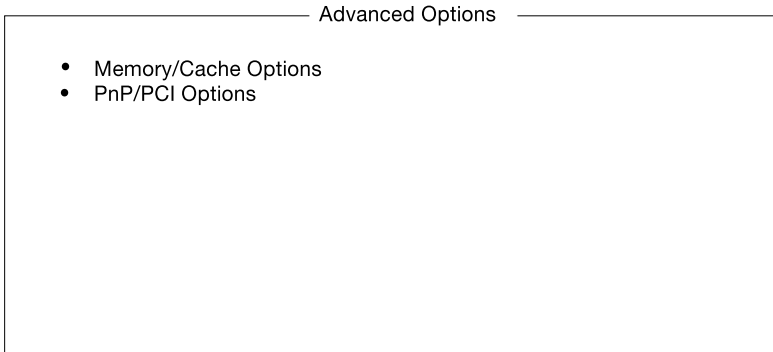 Advanced Options
• Memory/Cache Options
• PnP/PCI Options